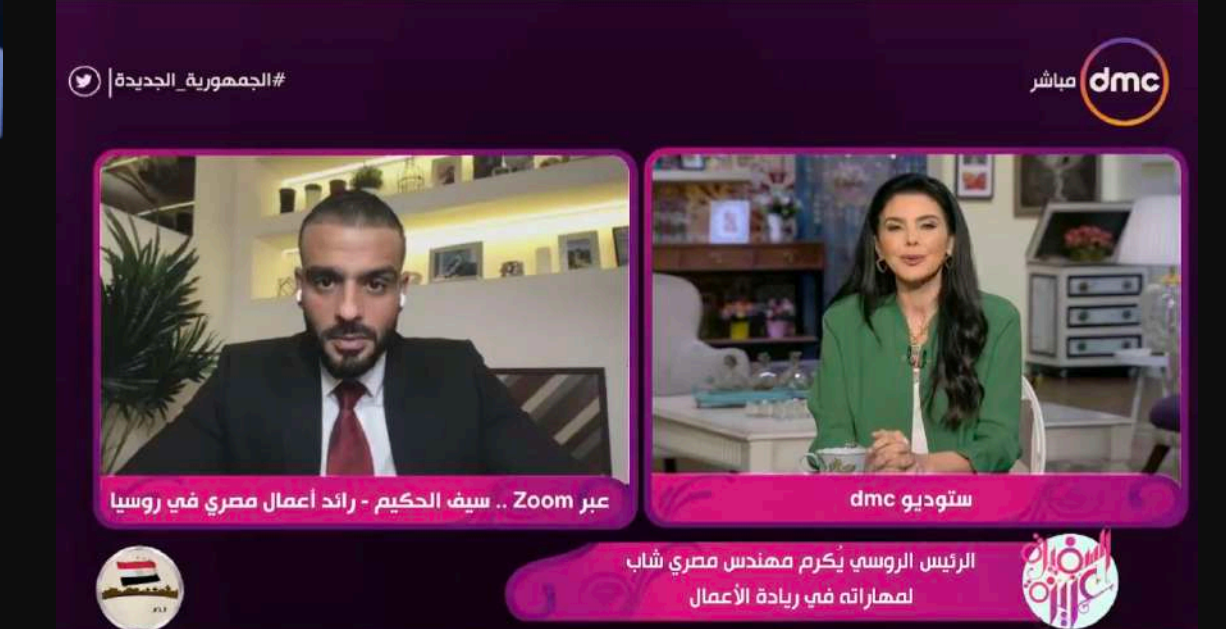 #الجمهورية_الجديدة
dmc مباشر
عبر Zoom .. سيف الحكيم - رائد أعمال مصري في روسيا
ستوديو dmc
الرئيس الروسي يُكرم مهندس مصري شاب
لمهاراته في ريادة الأعمال
السفيرة
عزيزة